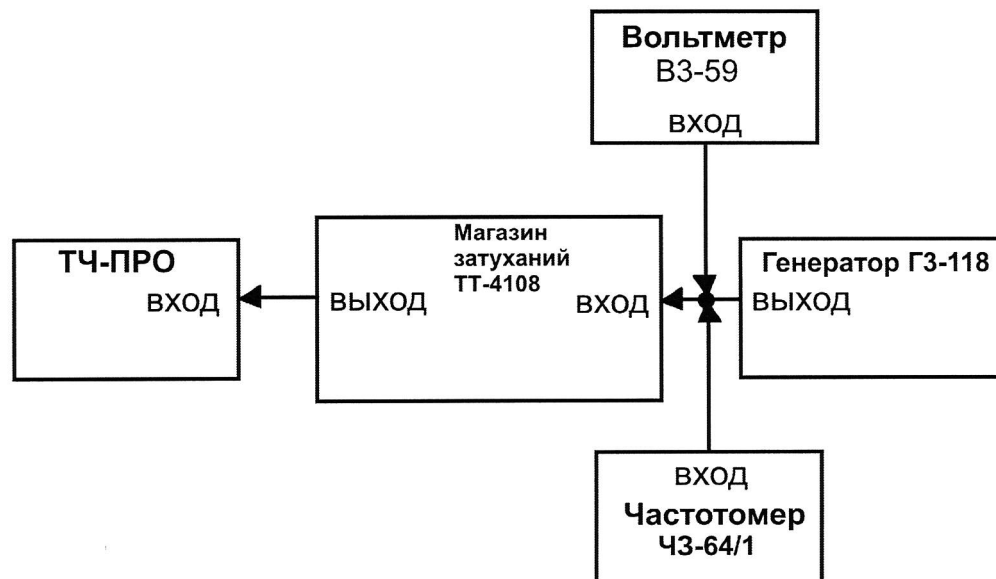 Вольтметр
В3-59
ВХОД
Магазин
затуханий
ТТ-4108
ТЧ-ПРО
ВХОД
ВЫХОД
ВХОД
Генератор Г3-118
ВЫХОД
ВХОД
Частотомер
ЧЗ-64/1